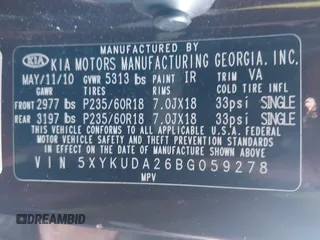 MANUFACTURED BY
KIA KIA MOTORS MANUFACTURING GEORGIA, INC.
MAY/11/10 GVWR 5313 lbs PAINT IR TRIM VA
GAWR TIRES RIMS COLD TIRE INFL
FRONT 2977 lbs P235/60R18 7.0JX18 33psi SINGLE
REAR 3197 lbs P235/60R18 7.0JX18 33psi SINGLE
THIS VEHICLE CONFORMS TO ALL APPLICABLE U.S.A. FEDERAL
MOTOR VEHICLE SAFETY STANDARDS IN EFFECT ON
THE DATE OF MANUFACTURE SHOWN ABOVE.
VIN 5XYKUDA26BG059278
MPV
DREAMBID